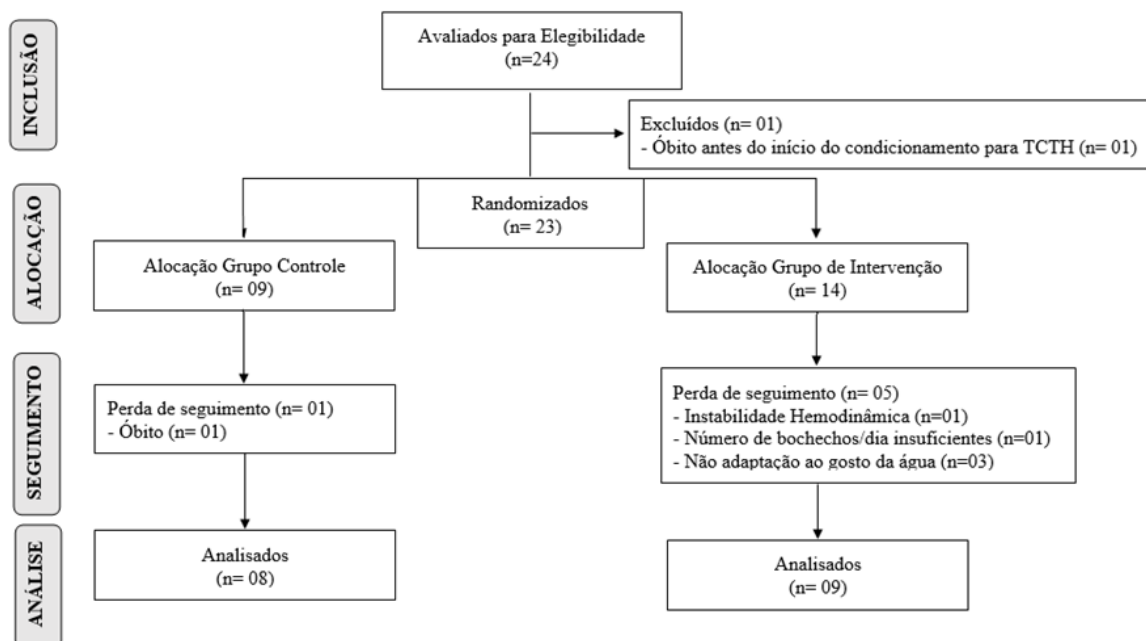 INCLUSÃO
Avaliados para Elegibilidade
(n=24)
Excluídos (n= 01)
- Óbito antes do início do condicionamento para TCTH (n= 01)
ALOCAÇÃO
Randomizados
(n= 23)
Alocação Grupo Controle
(n= 09)
Alocação Grupo de Intervenção
(n= 14)
SEGUIMENTO
Perda de seguimento (n= 01)
- Óbito (n= 01)
Perda de seguimento (n= 05)
- Instabilidade Hemodinâmica (n=01)
- Número de bochechos/dia insuficientes (n=01)
- Não adaptação ao gosto da água (n=03)
ANÁLISE
Analisados
(n= 08)
Analisados
(n= 09)